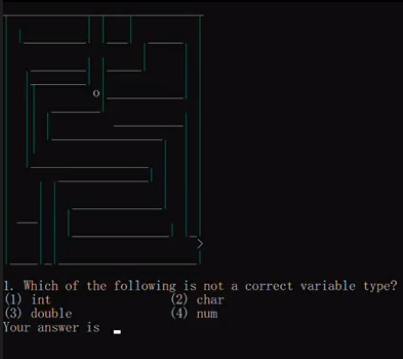 o
>
1. Which of the following is not a correct variable type?
(1) int (2) char
(3) double (4) num
Your answer is